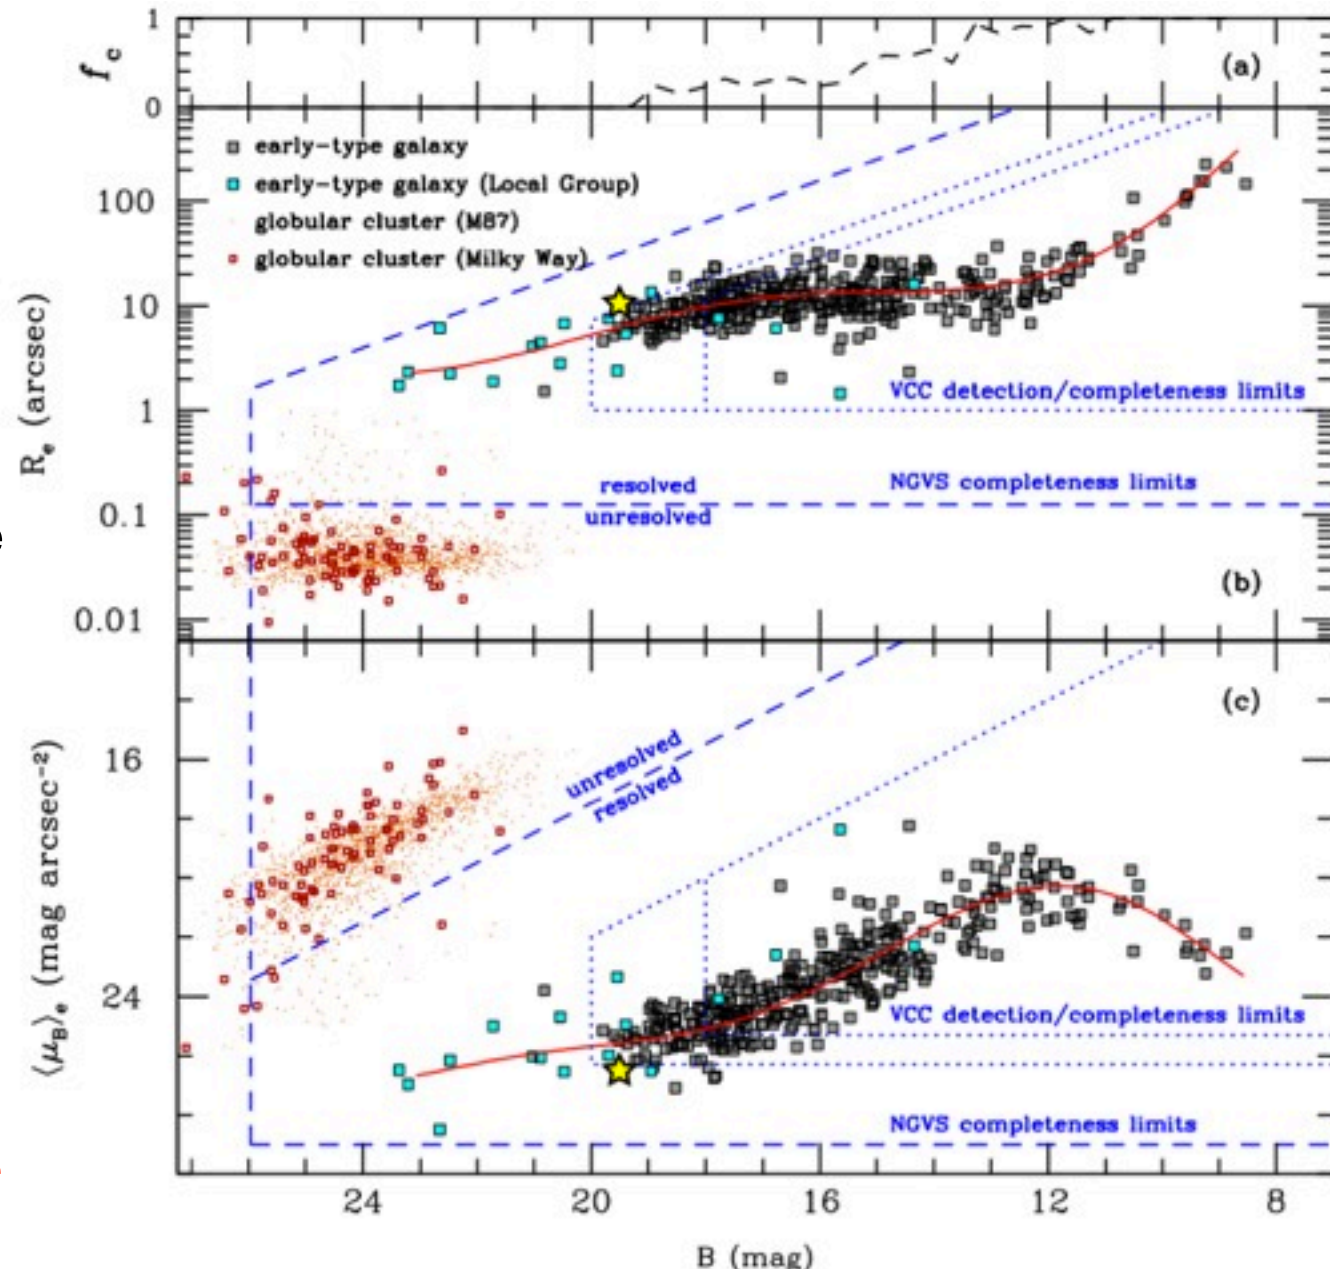 1
f_c
(a)
0
early-type galaxy
early-type galaxy (Local Group)
globular cluster (M87)
globular cluster (Milky Way)
100
10
1
0.1
0.01
R_e (arcsec)
VCC detection/completeness limits
resolved
NGVS completeness limits
unresolved
(b)
(c)
unresolved
resolved
16
24
⟨μ_B⟩_e (mag arcsec⁻²)
VCC detection/completeness limits
NGVS completeness limits
24 20 16 12 8
B (mag)